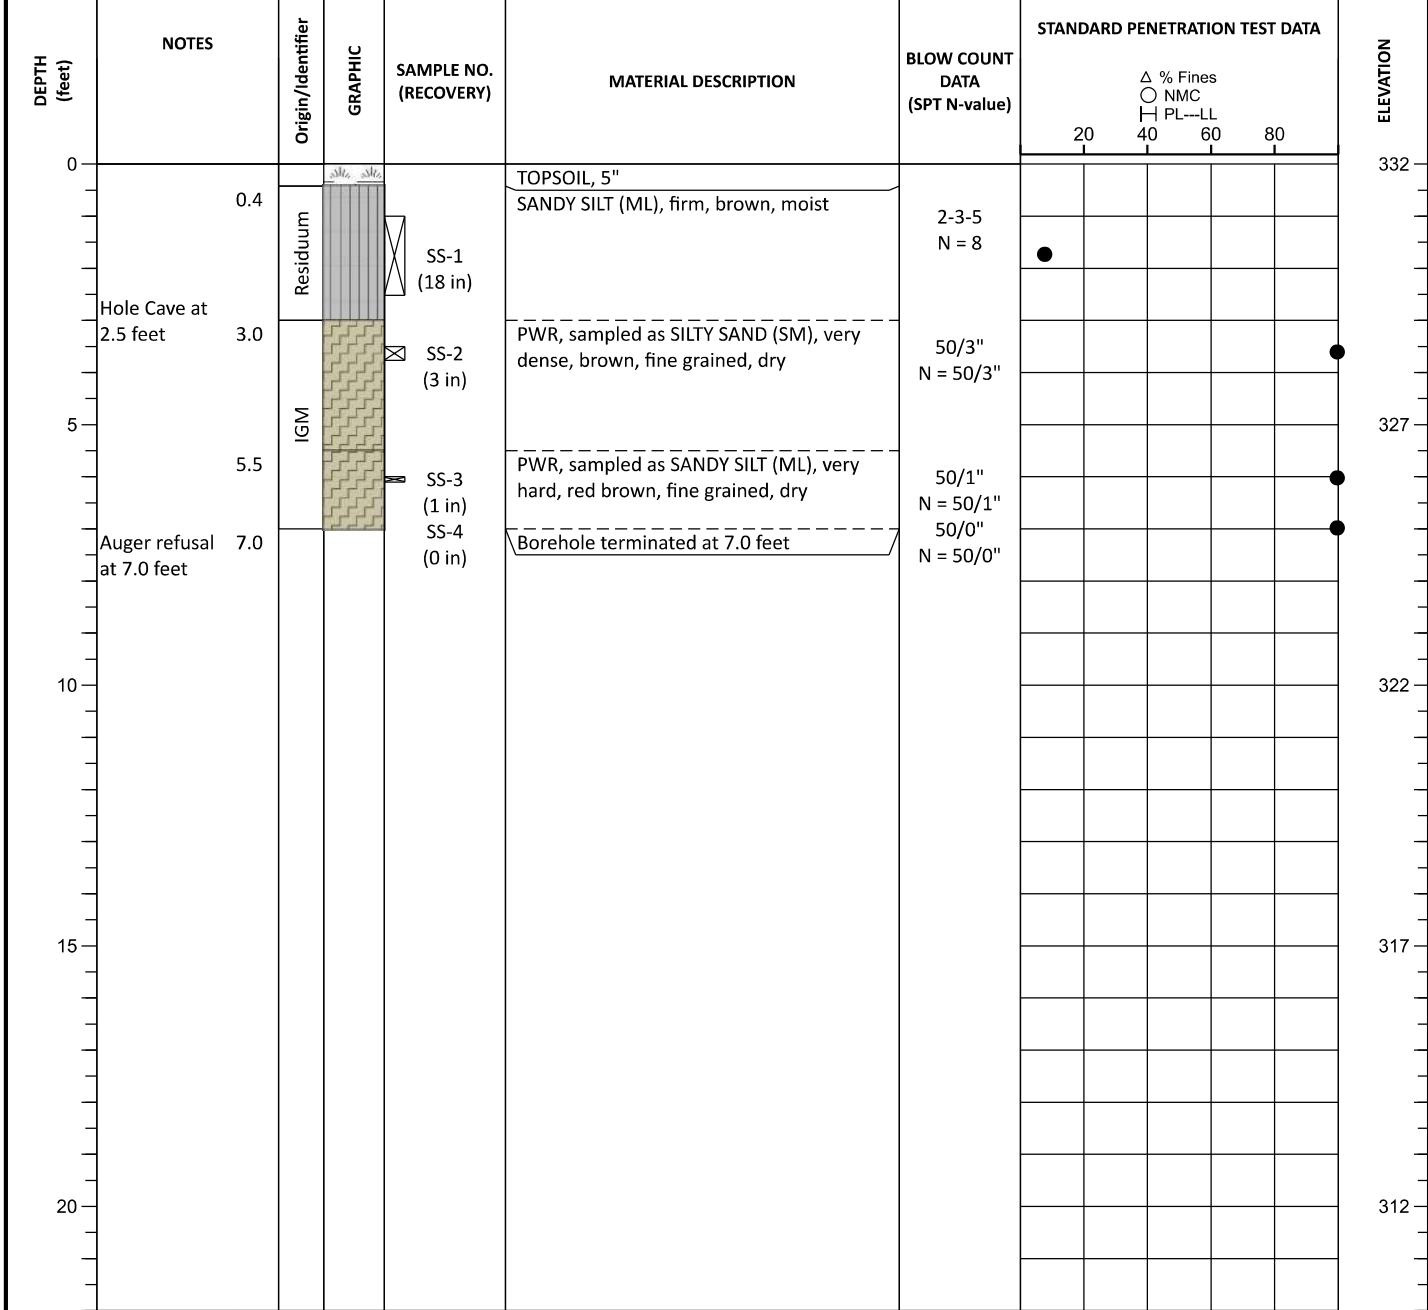 DEPTH
(feet)
NOTES
Origin/Identifier
GRAPHIC
SAMPLE NO.
(RECOVERY)
MATERIAL DESCRIPTION
BLOW COUNT
DATA
(SPT N-value)
STANDARD PENETRATION TEST DATA
△ % Fines
○ NMC
PL---LL
20 40 60 80
ELEVATION
0
332
0.4
TOPSOIL, 5"
SANDY SILT (ML), firm, brown, moist
Residuum
SS-1
(18 in)
2-3-5
N = 8
Hole Cave at
2.5 feet
3.0
PWR, sampled as SILTY SAND (SM), very
dense, brown, fine grained, dry
SS-2
(3 in)
50/3"
N = 50/3"
IGM
5
327
5.5
PWR, sampled as SANDY SILT (ML), very
hard, red brown, fine grained, dry
SS-3
(1 in)
50/1"
N = 50/1"
SS-4
(0 in)
50/0"
N = 50/0"
Auger refusal
at 7.0 feet
7.0
Borehole terminated at 7.0 feet
10
322
15
317
20
312